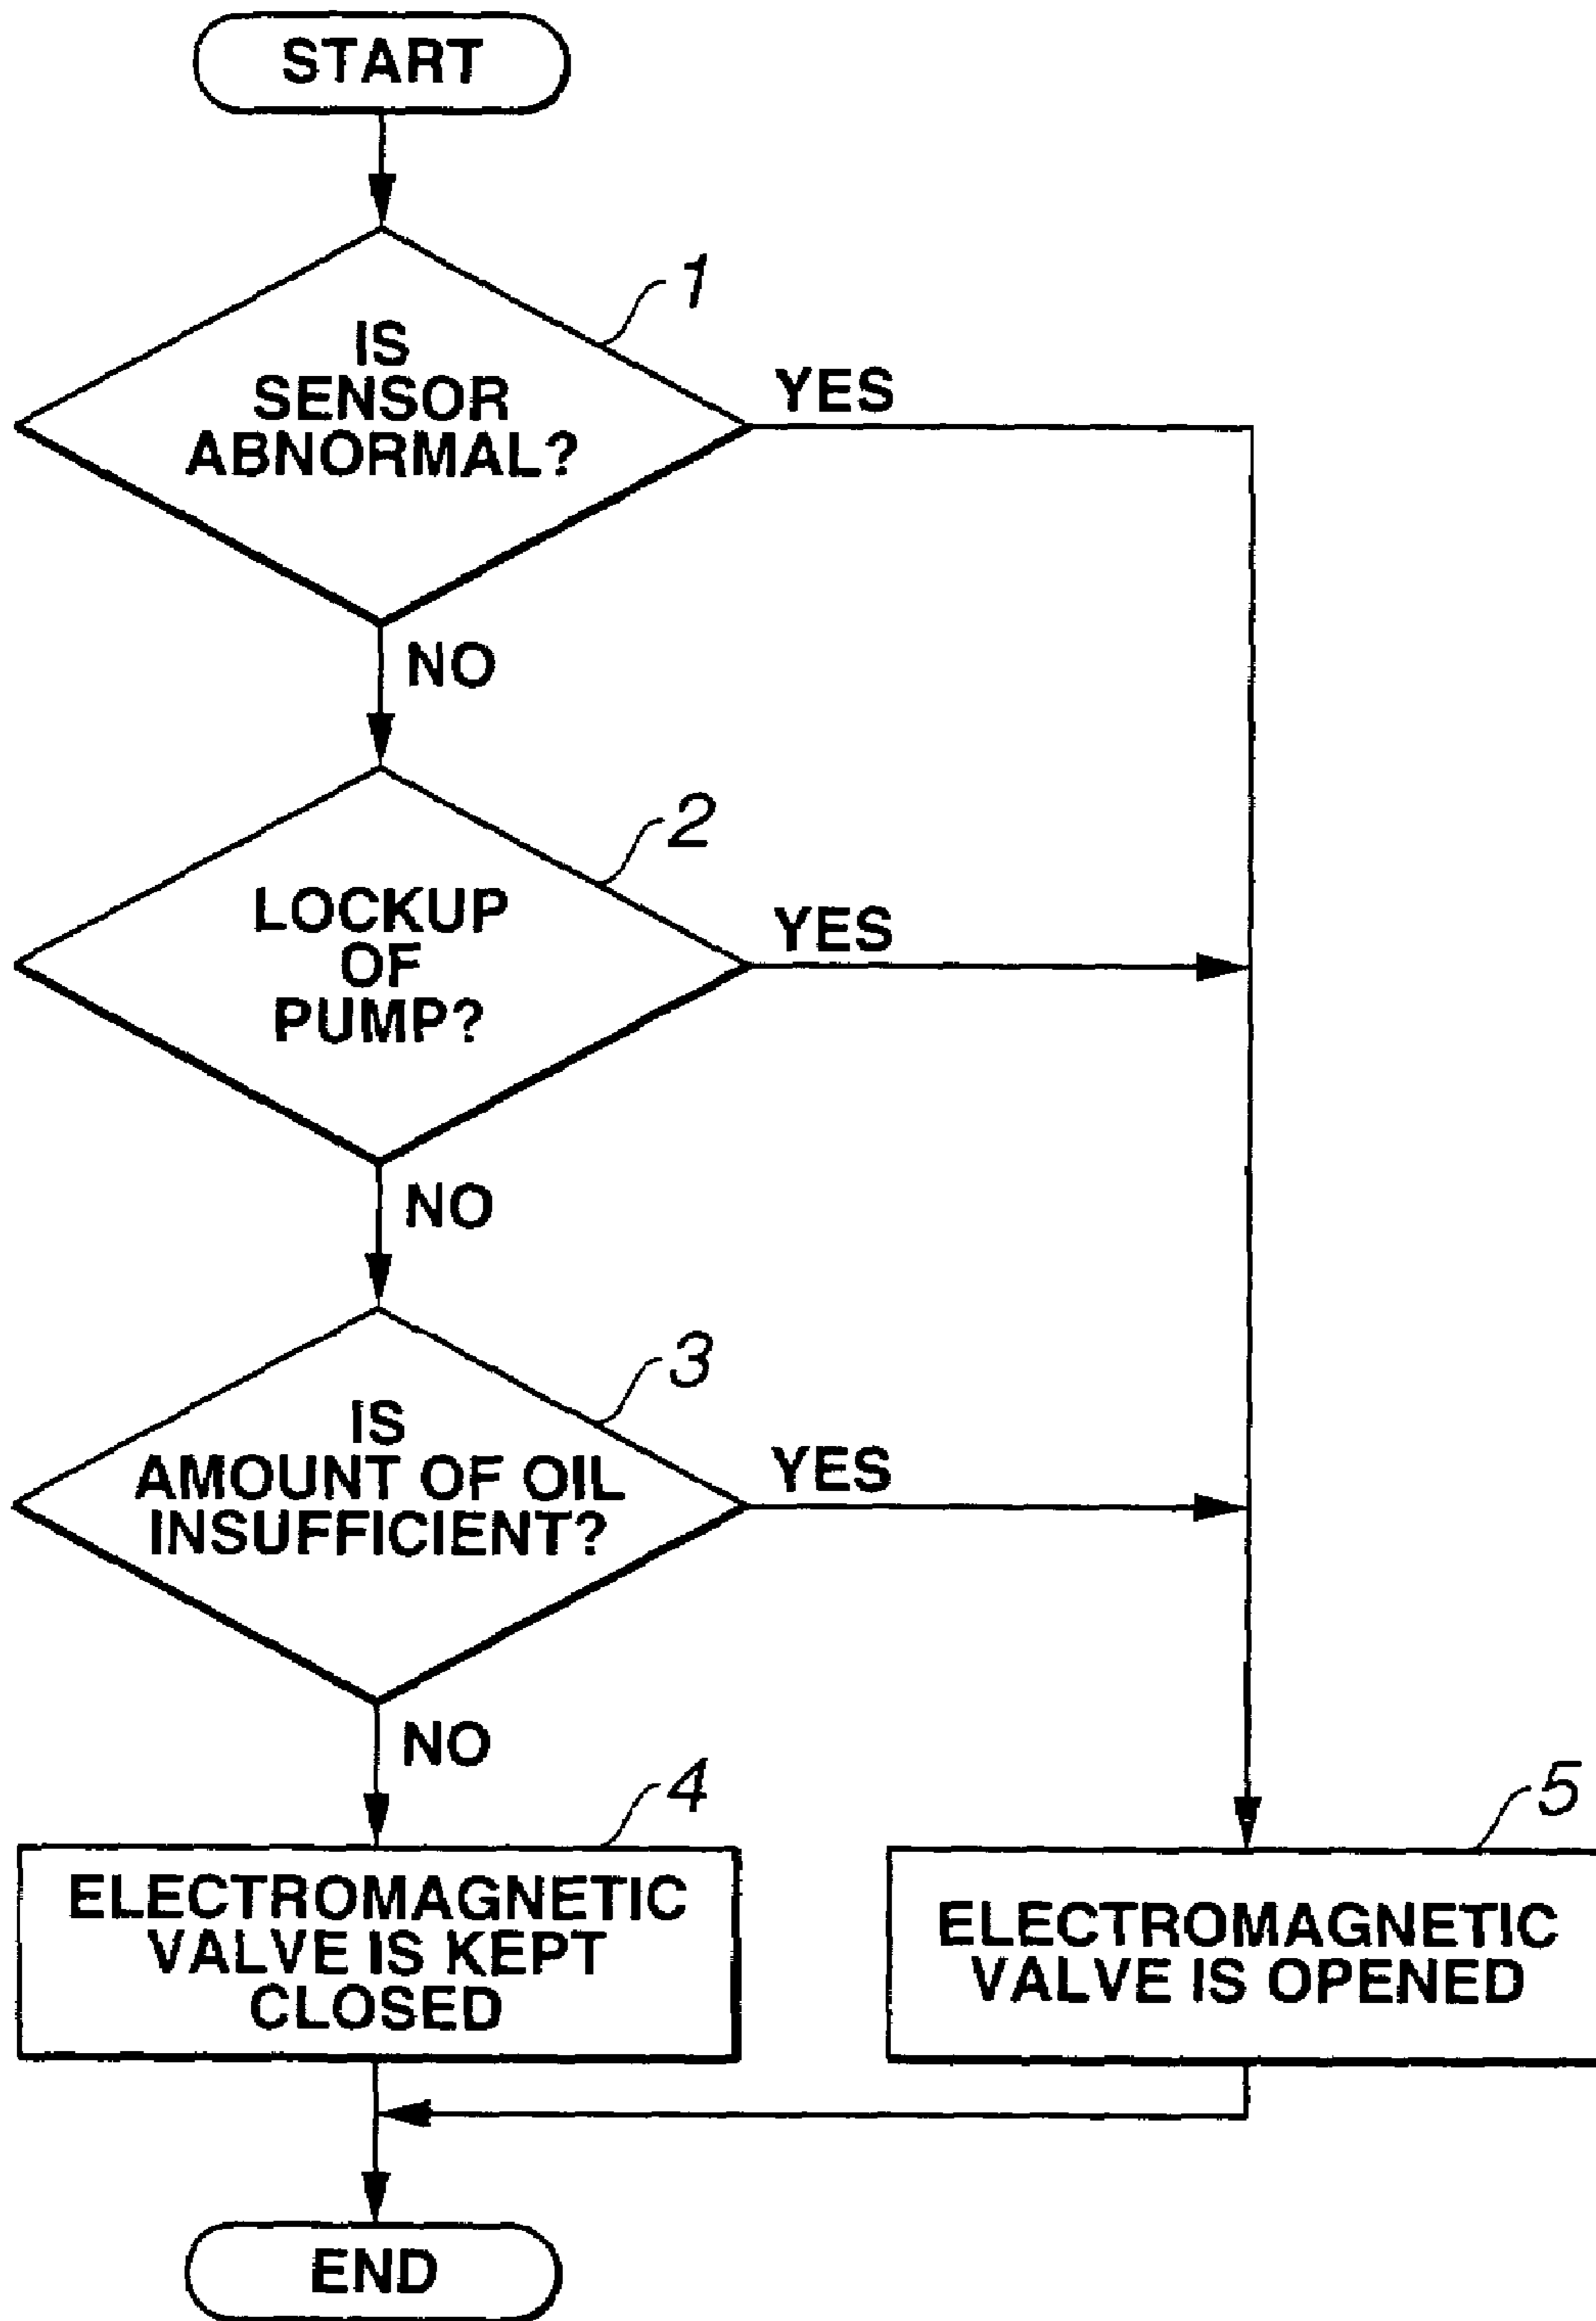 START
1
IS
SENSOR
ABNORMAL?
YES
NO
2
LOCKUP
OF
PUMP?
YES
NO
3
IS
AMOUNT OF OIL
INSUFFICIENT?
YES
NO
4
ELECTROMAGNETIC
VALVE IS KEPT
CLOSED
5
ELECTROMAGNETIC
VALVE IS OPENED
END